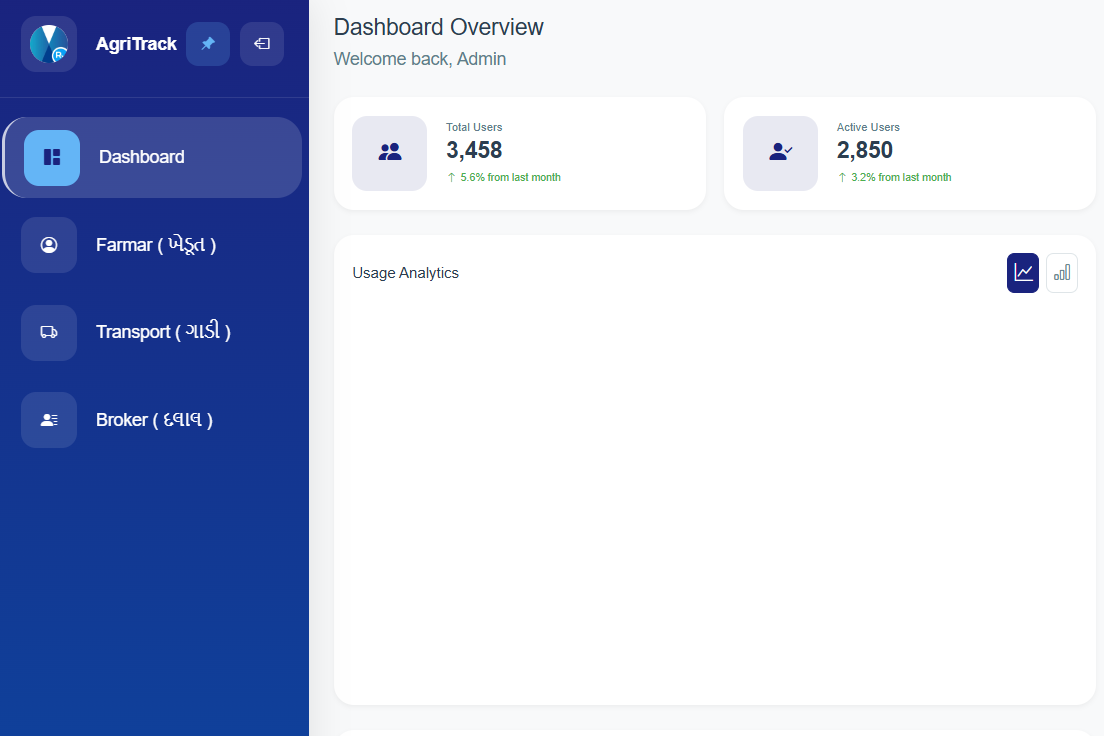 AgriTrack
Dashboard
Farmar ( ખેડૂત )
Transport ( ગાડી )
Broker ( દલાલ )
Dashboard Overview
Welcome back, Admin
Total Users
3,458
↑ 5.6% from last month
Active Users
2,850
↑ 3.2% from last month
Usage Analytics